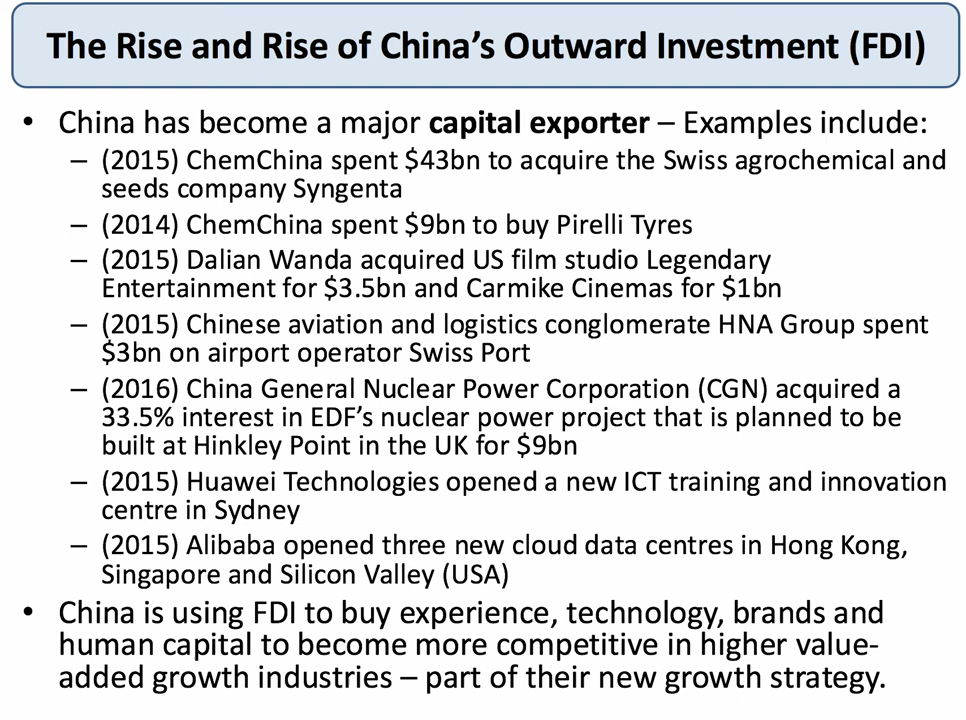 The Rise and Rise of China’s Outward Investment (FDI)
• China has become a major capital exporter – Examples include:
– (2015) ChemChina spent $43bn to acquire the Swiss agrochemical and
seeds company Syngenta
– (2014) ChemChina spent $9bn to buy Pirelli Tyres
– (2015) Dalian Wanda acquired US film studio Legendary
Entertainment for $3.5bn and Carmike Cinemas for $1bn
– (2015) Chinese aviation and logistics conglomerate HNA Group spent
$3bn on airport operator Swiss Port
– (2016) China General Nuclear Power Corporation (CGN) acquired a
33.5% interest in EDF’s nuclear power project that is planned to be
built at Hinkley Point in the UK for $9bn
– (2015) Huawei Technologies opened a new ICT training and innovation
centre in Sydney
– (2015) Alibaba opened three new cloud data centres in Hong Kong,
Singapore and Silicon Valley (USA)
• China is using FDI to buy experience, technology, brands and
human capital to become more competitive in higher value-
added growth industries – part of their new growth strategy.